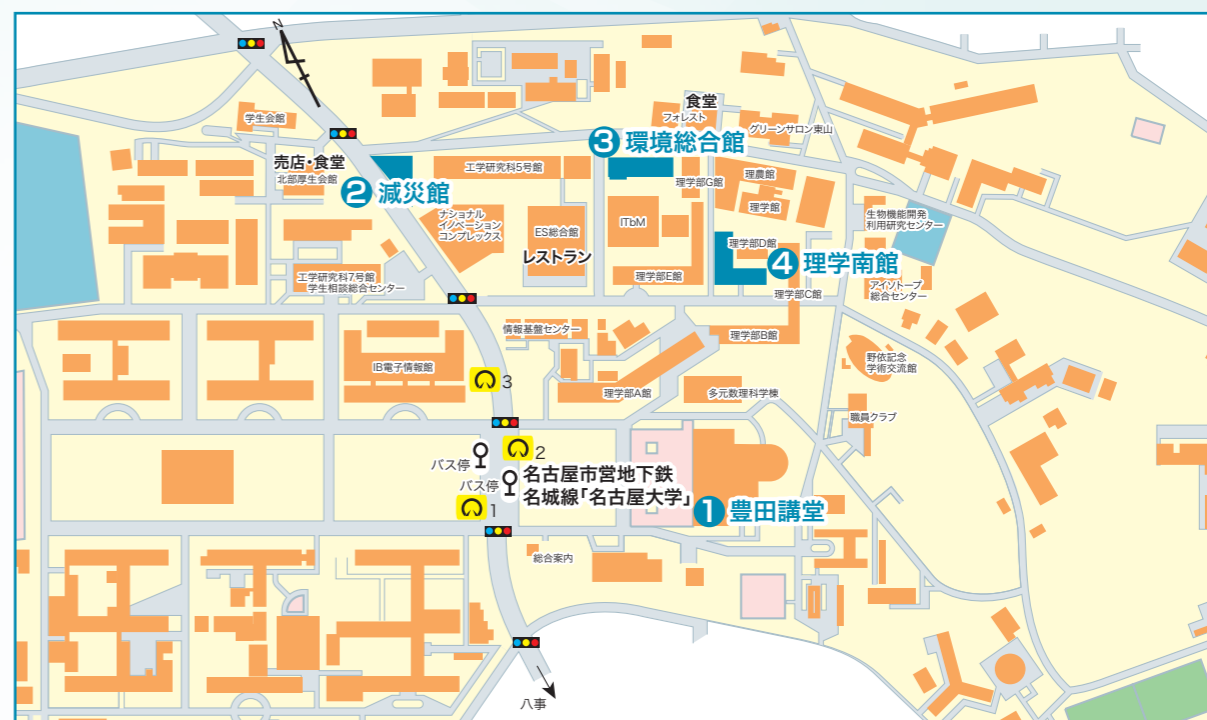 N
学生会館
売店・食堂
北部厚生会館
② 減災館
工学研究科5号館
食堂
フォレスト
③ 環境総合館
グリーンサロン東山
理学部G館
理農館
理学館
ナショナル
イノベーション
コンプレックス
ES総合館
レストラン
ITbM
理学部E館
理学部D館
④ 理学南館
理学部C館
生物機能開発
利用研究センター
アイソトープ
総合センター
工学研究科7号館
学生相談総合センター
IB電子情報館
情報基盤センター
理学部B館
理学部A館
多元数理科学棟
野依記念
学術交流館
職員クラブ
3
2
バス停
バス停
1
名古屋市営地下鉄
名城線「名古屋大学」
① 豊田講堂
総合案内
八事